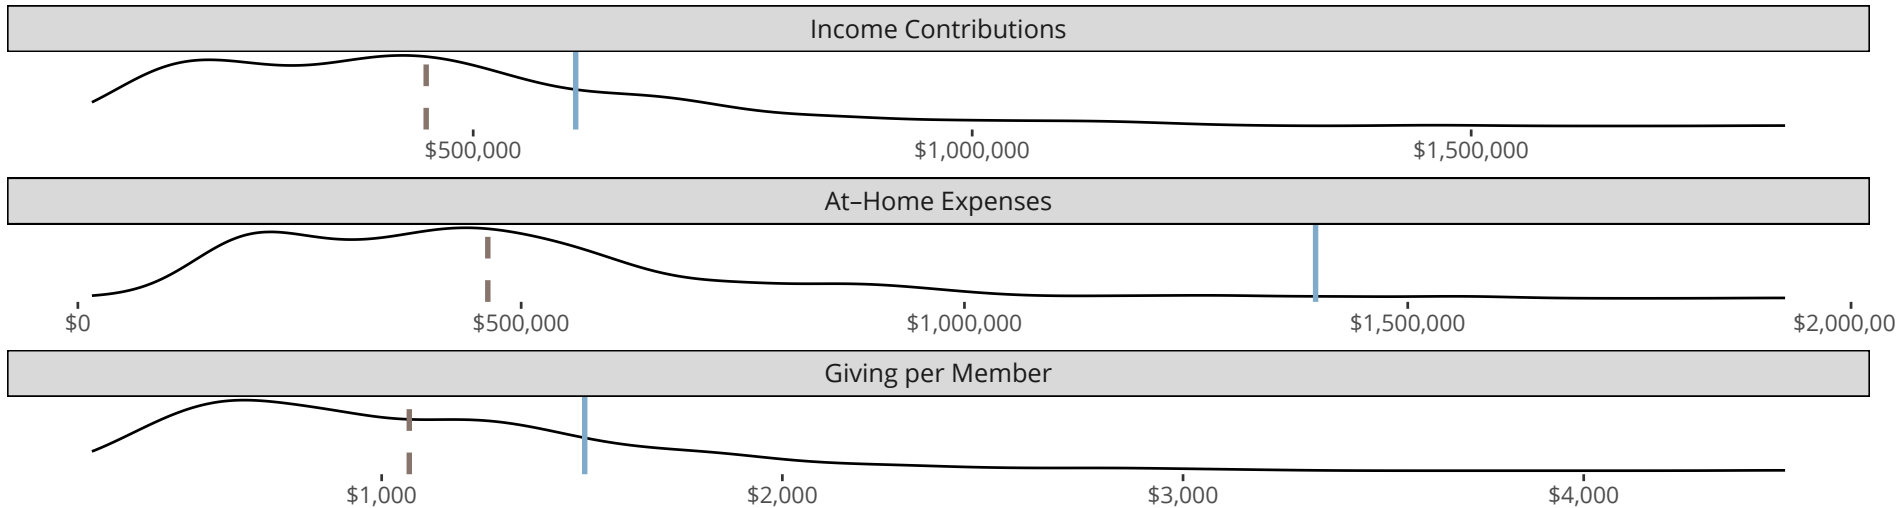 Income Contributions
$500,000 $1,000,000 $1,500,000
At–Home Expenses
$0 $500,000 $1,000,000 $1,500,000 $2,000,00
Giving per Member
$1,000 $2,000 $3,000 $4,000